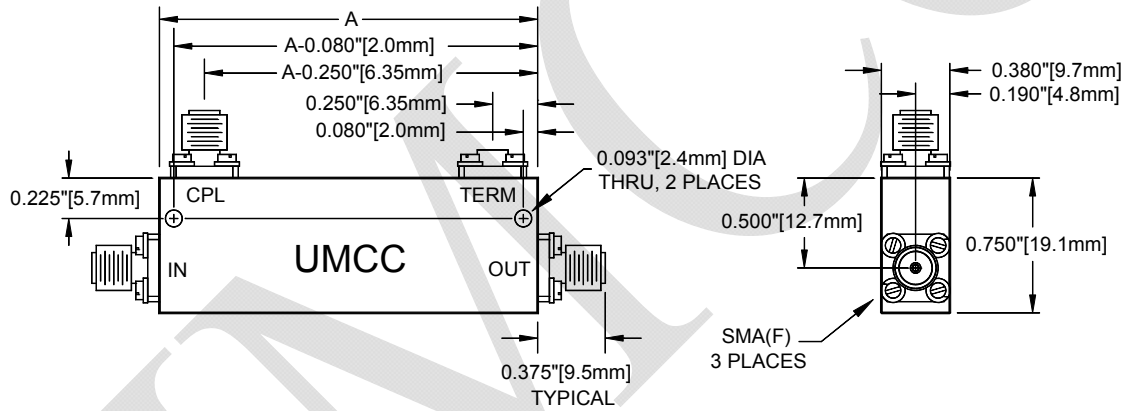 A
A-0.080"[2.0mm]
A-0.250"[6.35mm]
0.250"[6.35mm]
0.080"[2.0mm]
0.093"[2.4mm] DIA
THRU, 2 PLACES
0.225"[5.7mm]
CPL
TERM
IN
UMCC
OUT
0.375"[9.5mm]
TYPICAL
0.380"[9.7mm]
0.190"[4.8mm]
0.500"[12.7mm]
0.750"[19.1mm]
SMA(F)
3 PLACES